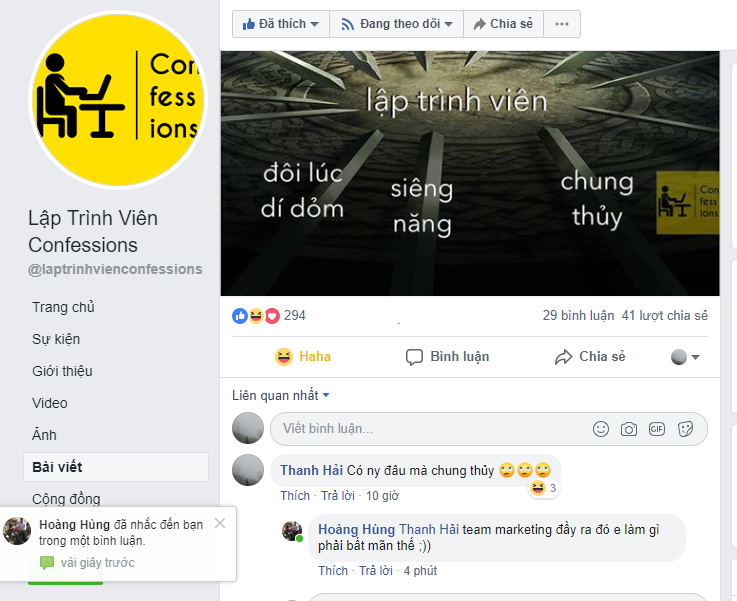 Đã thích
Đang theo dõi
Chia sẻ
Con
fess
ions
Lập Trình Viên
Confessions
@laptrinhvienconfessions
Trang chủ
Sự kiện
Giới thiệu
Video
Ảnh
Bài viết
Cộng đồng
Hoàng Hùng đã nhắc đến bạn
trong một bình luận.
vài giây trước
lập trình viên
đôi lúc
dí dỏm
siêng
năng
chung
thủy
Con
fess
ions
294
29 bình luận 41 lượt chia sẻ
Haha
Bình luận
Chia sẻ
Liên quan nhất
Viết bình luận...
GIF
Thanh Hải Có ny đâu mà chung thủy 🙄🙄🙄
3
Thích · Trả lời · 10 giờ
Hoàng Hùng Thanh Hải team marketing đầy ra đó e làm gì
phải bất mãn thế ;))
Thích · Trả lời · 4 phút